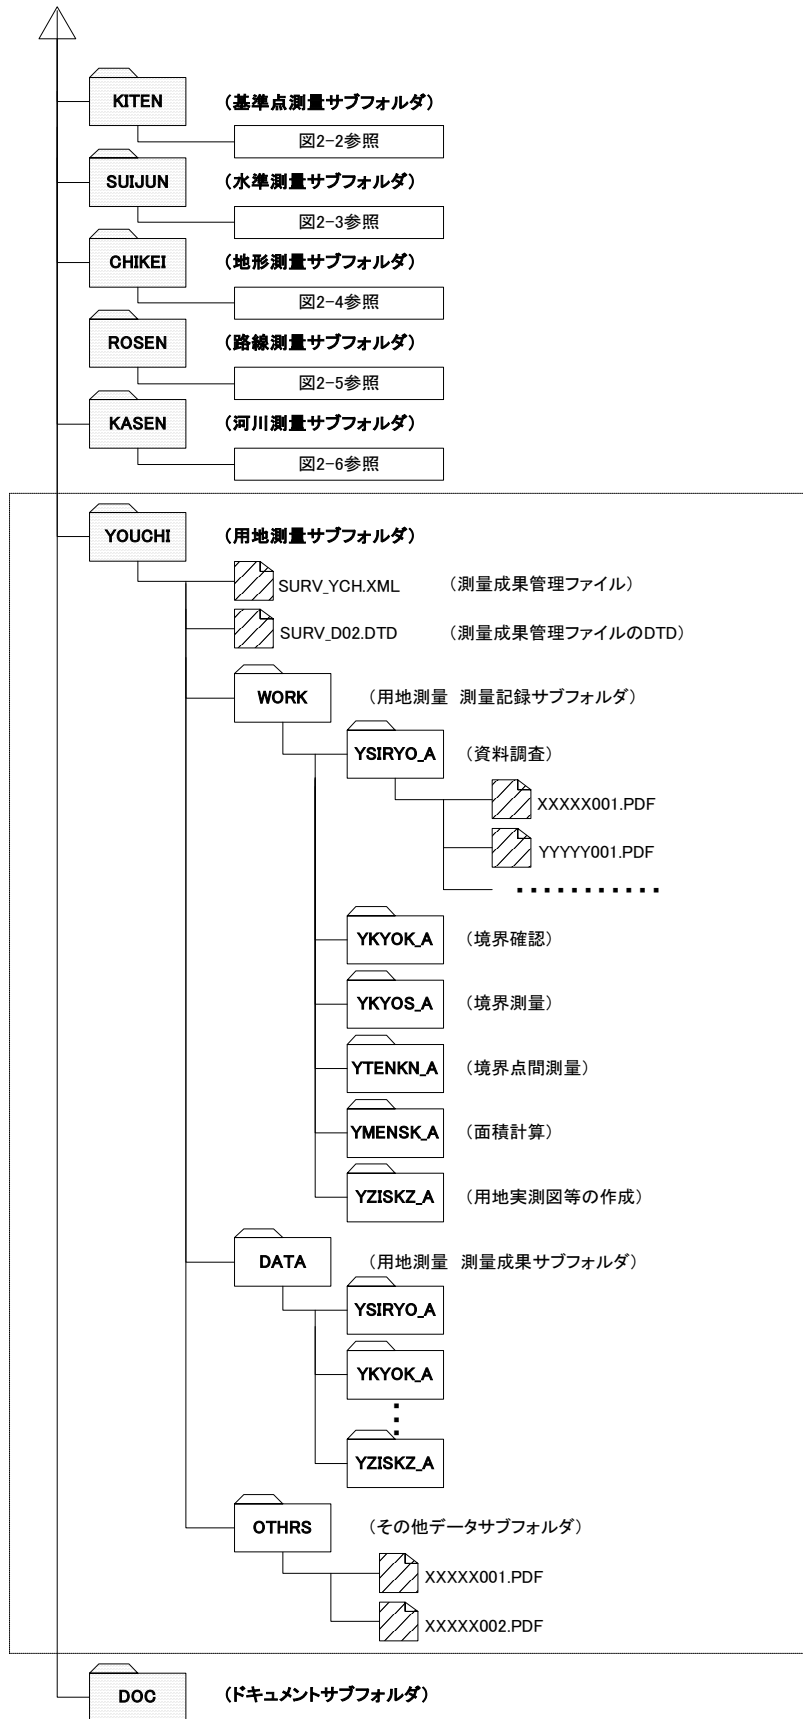 KITEN （基準点測量サブフォルダ）
図2-2参照
SUIJUN （水準測量サブフォルダ）
図2-3参照
CHIKEI （地形測量サブフォルダ）
図2-4参照
ROSEN （路線測量サブフォルダ）
図2-5参照
KASEN （河川測量サブフォルダ）
図2-6参照
YOUCHI （用地測量サブフォルダ）
SURV_YCH.XML （測量成果管理ファイル）
SURV_D02.DTD （測量成果管理ファイルのDTD）
WORK （用地測量　測量記録サブフォルダ）
YSIRYO_A （資料調査）
XXXXX001.PDF
YYYYY001.PDF
YKYOK_A （境界確認）
YKYOS_A （境界測量）
YTENKN_A （境界点間測量）
YMENSK_A （面積計算）
YZISKZ_A （用地実測図等の作成）
DATA （用地測量　測量成果サブフォルダ）
YSIRYO_A
YKYOK_A
YZISKZ_A
OTHRS （その他データサブフォルダ）
XXXXX001.PDF
XXXXX002.PDF
DOC （ドキュメントサブフォルダ）